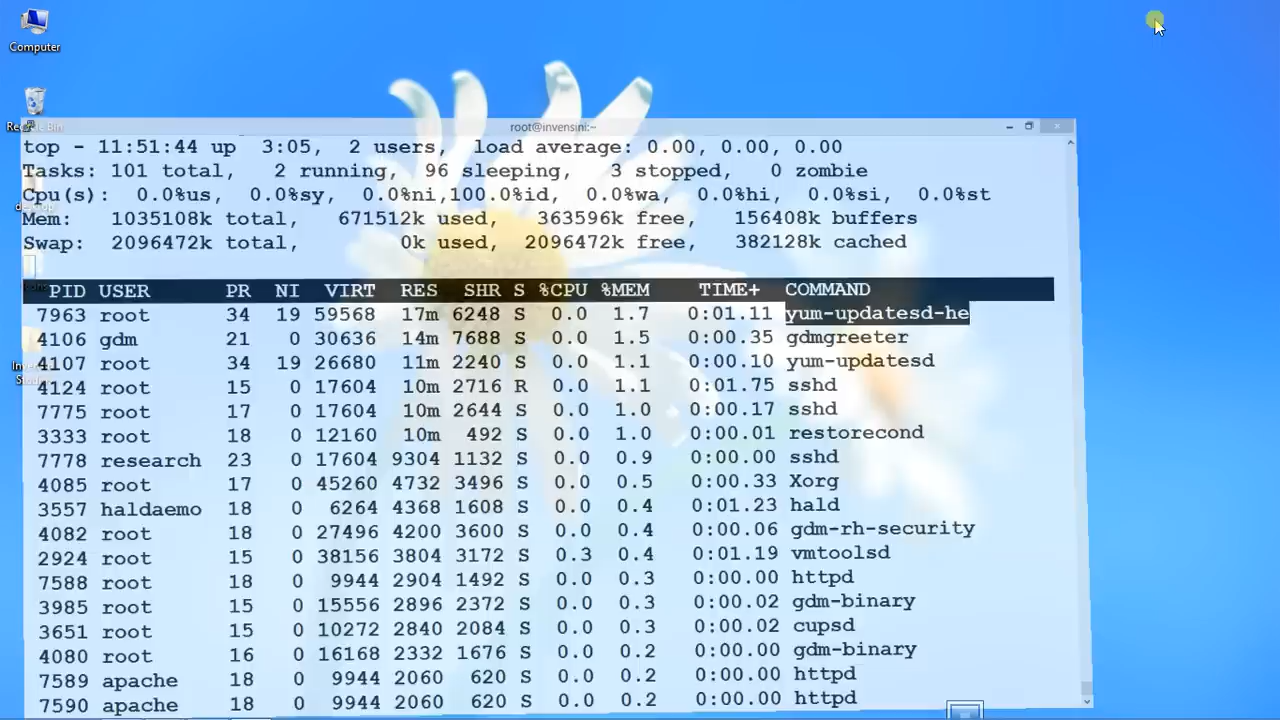 Computer
Recycle Bin
root@invensini:~
top - 11:51:44 up  3:05,  2 users,  load average: 0.00, 0.00, 0.00
Tasks: 101 total,   2 running,  96 sleeping,   3 stopped,   0 zombie
Cpu(s):  0.0%us,  0.0%sy,  0.0%ni,100.0%id,  0.0%wa,  0.0%hi,  0.0%si,  0.0%st
Mem:   1035108k total,   671512k used,   363596k free,   156408k buffers
Swap:  2096472k total,        0k used,  2096472k free,   382128k cached
PID USER      PR  NI  VIRT  RES  SHR S %CPU %MEM    TIME+  COMMAND
7963 root      34  19 59568  17m 6248 S  0.0  1.7   0:01.11 yum-updatesd-he
4106 gdm       21   0 30636  14m 7688 S  0.0  1.5   0:00.35 gdmgreeter
4107 root      34  19 26680  11m 2240 S  0.0  1.1   0:00.10 yum-updatesd
4124 root      15   0 17604  10m 2716 R  0.0  1.1   0:01.75 sshd
7775 root      17   0 17604  10m 2644 S  0.0  1.0   0:00.17 sshd
3333 root      18   0 12160  10m  492 S  0.0  1.0   0:00.01 restorecond
7778 research  23   0 17604 9304 1132 S  0.0  0.9   0:00.00 sshd
4085 root      17   0 45260 4732 3496 S  0.0  0.5   0:00.33 Xorg
3557 haldaemo  18   0  6264 4368 1608 S  0.0  0.4   0:01.23 hald
4082 root      18   0 27496 4200 3600 S  0.0  0.4   0:00.06 gdm-rh-security
2924 root      15   0 38156 3804 3172 S  0.3  0.4   0:01.19 vmtoolsd
7588 root      18   0  9944 2904 1492 S  0.0  0.3   0:00.00 httpd
3985 root      15   0 15556 2896 2372 S  0.0  0.3   0:00.02 gdm-binary
3651 root      15   0 10272 2840 2084 S  0.0  0.3   0:00.02 cupsd
4080 root      16   0 16168 2332 1676 S  0.0  0.2   0:00.00 gdm-binary
7589 apache    18   0  9944 2060  620 S  0.0  0.2   0:00.00 httpd
7590 apache    18   0  9944 2060  620 S  0.0  0.2   0:00.00 httpd